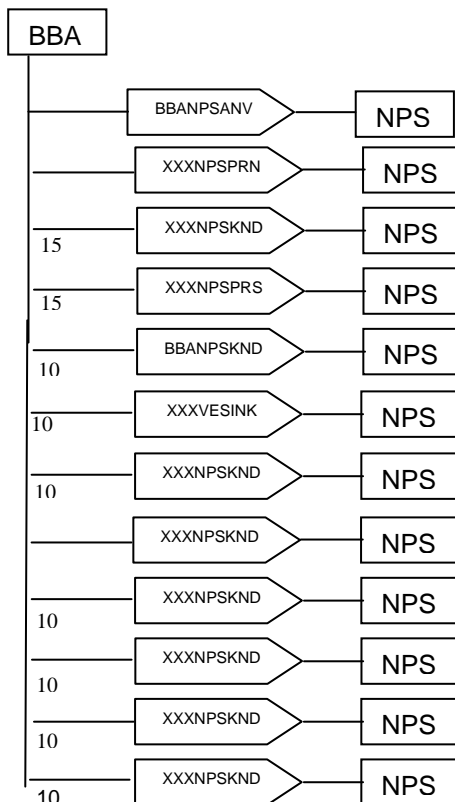 BBA
BBANPSANV NPS
XXXNPSPRN NPS
15 XXXNPSKND NPS
15 XXXNPSPRS NPS
10 BBANPSKND NPS
10 XXXVESINK NPS
10 XXXNPSKND NPS
XXXNPSKND NPS
10 XXXNPSKND NPS
10 XXXNPSKND NPS
10 XXXNPSKND NPS
10 XXXNPSKND NPS